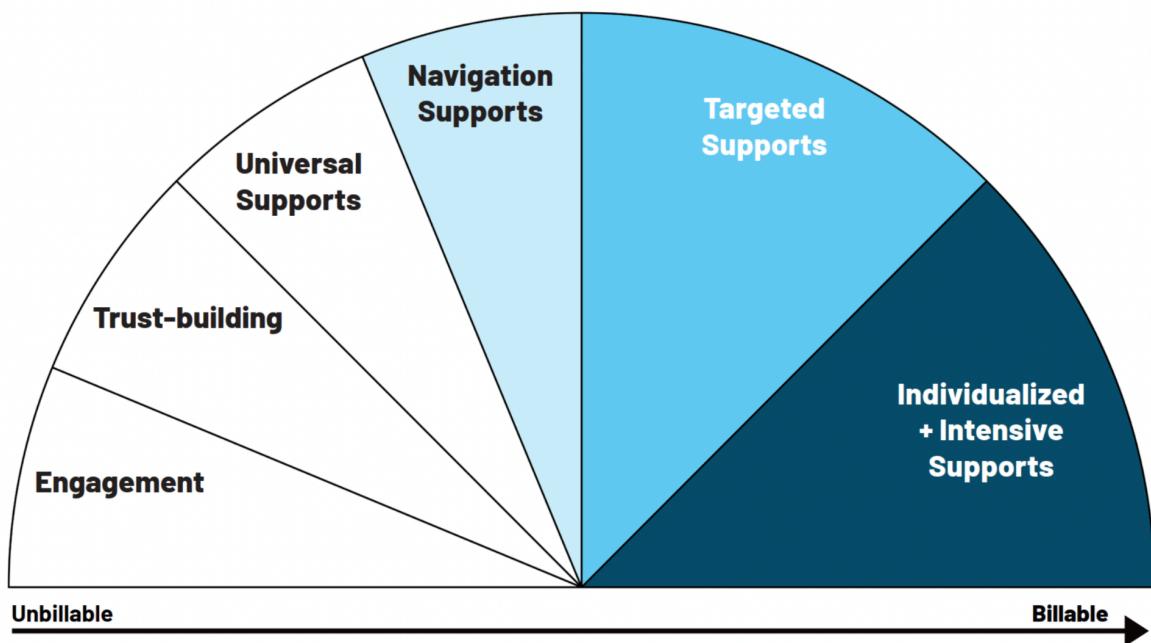 Navigation
Supports
Targeted
Supports
Universal
Supports
Trust-building
Individualized
+ Intensive
Supports
Engagement
Unbillable
Billable